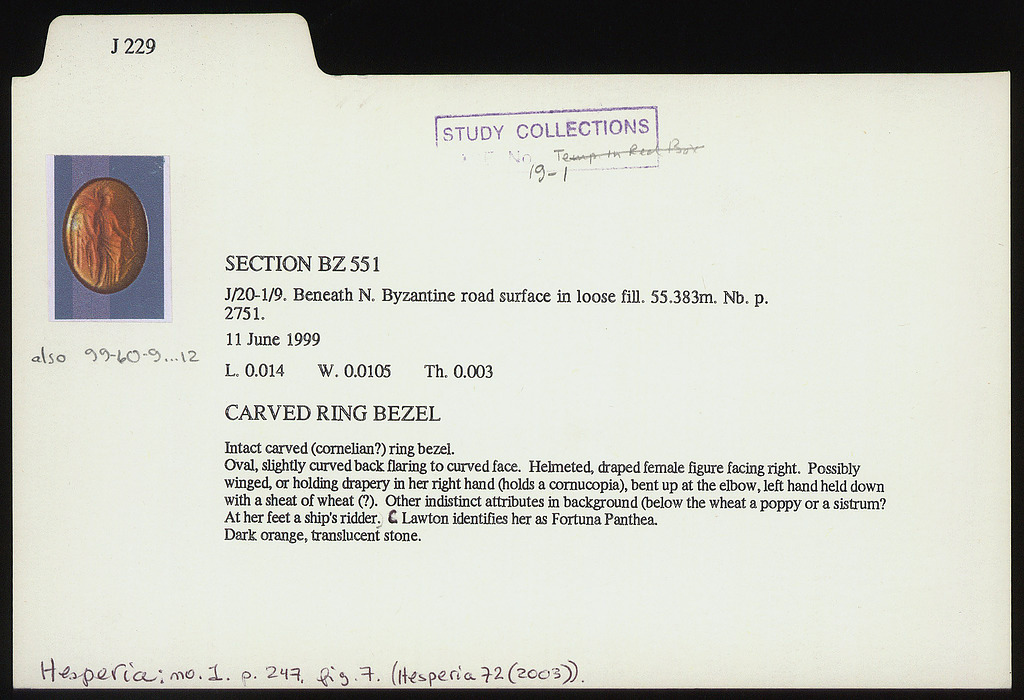 J 229
STUDY COLLECTIONS
No. Temp in Red Box
19-1
SECTION BZ 551
J/20-1/9. Beneath N. Byzantine road surface in loose fill. 55.383m. Nb. p.
2751.
11 June 1999
also 99-60-9...12
L. 0.014 W. 0.0105 Th. 0.003
CARVED RING BEZEL
Intact carved (cornelian?) ring bezel.
Oval, slightly curved back flaring to curved face. Helmeted, draped female figure facing right. Possibly
winged, or holding drapery in her right hand (holds a cornucopia), bent up at the elbow, left hand held down
with a sheat of wheat (?). Other indistinct attributes in background (below the wheat a poppy or a sistrum?
At her feet a ship's ridder. C Lawton identifies her as Fortuna Panthea.
Dark orange, translucent stone.
Hesperia: no. 1. p. 247, fig. 7. (Hesperia 72 (2003)).